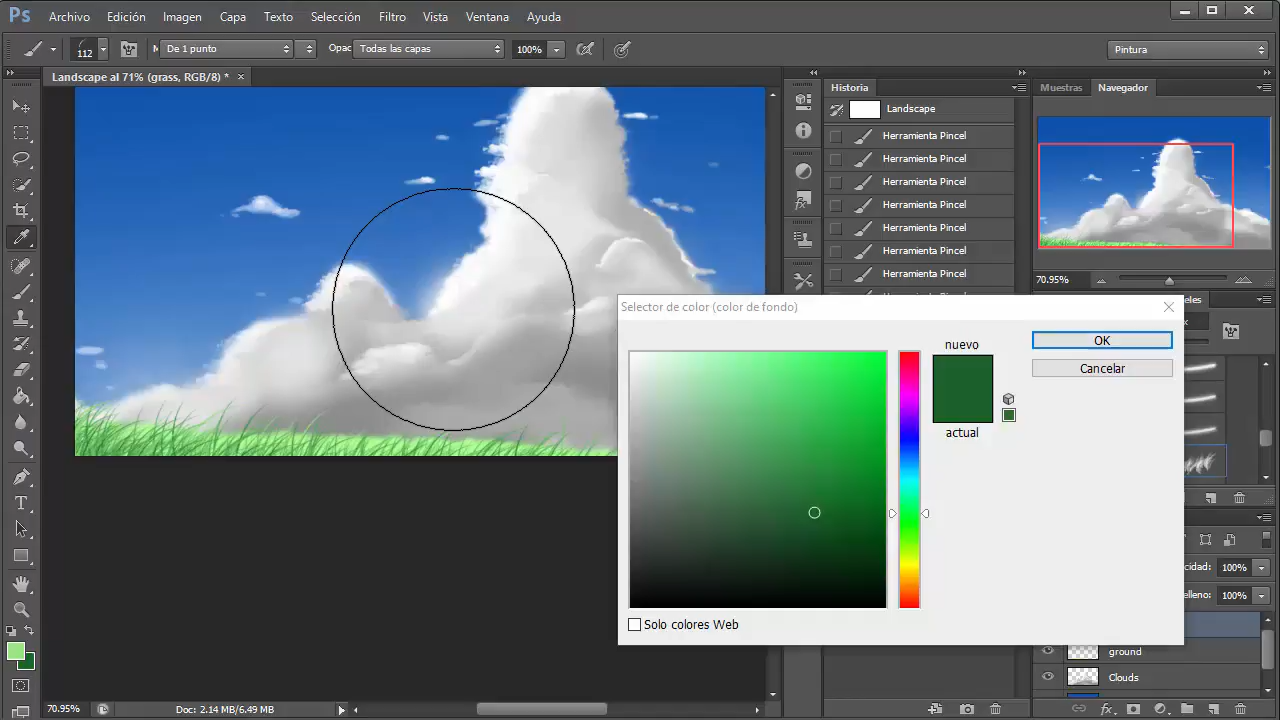 Ps Archivo Edición Imagen Capa Texto Selección Filtro Vista Ventana Ayuda
112 De 1 punto Opac Todas las capas 100% Pintura
Landscape al 71% (grass, RGB/8) * ×
Historia
Muestras Navegador
Landscape
Herramienta Pincel
Herramienta Pincel
Herramienta Pincel
Herramienta Pincel
Herramienta Pincel
Herramienta Pincel
Herramienta Pincel
70.95%
eles
Selector de color (color de fondo)
nuevo
OK
Cancelar
actual
Solo colores Web
cidad: 100%
lleno: 100%
ground
Clouds
70.95% Doc: 2.14 MB/6.49 MB